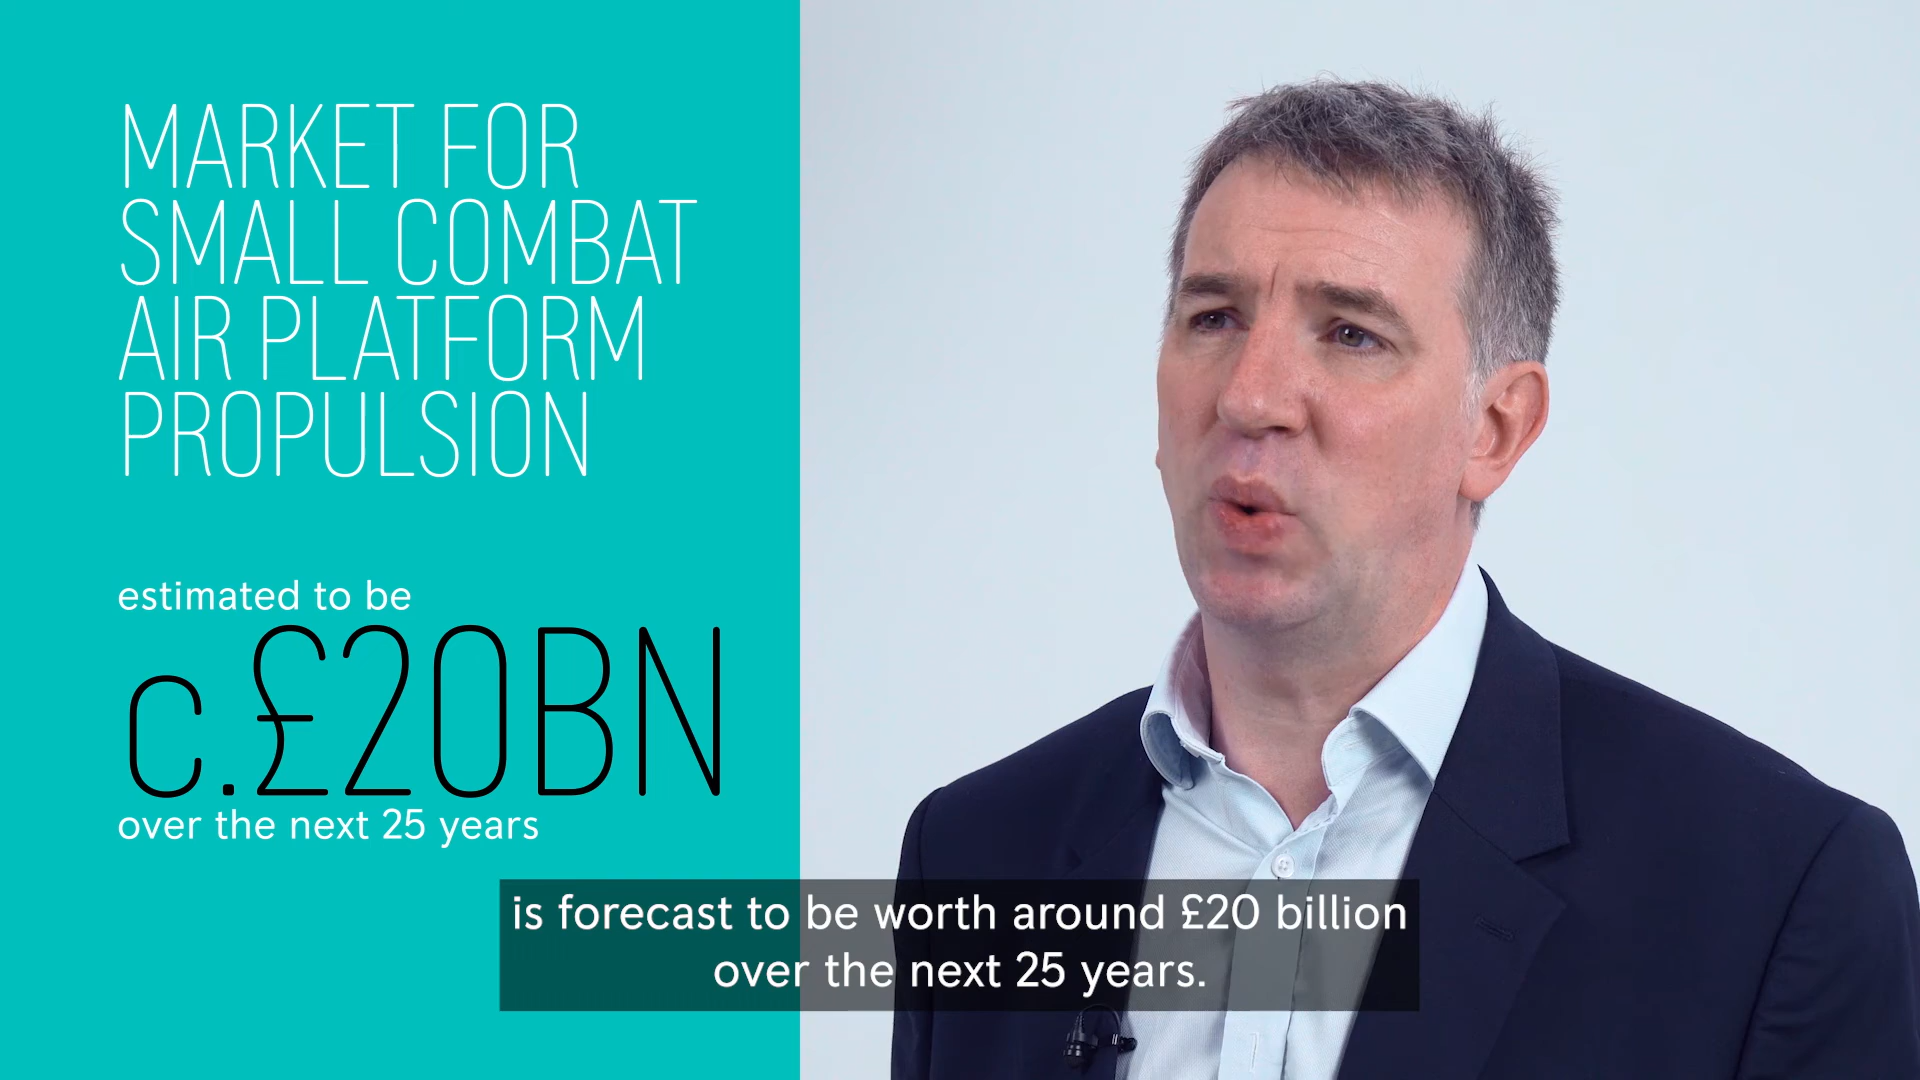 MARKET FOR
SMALL COMBAT
AIR PLATFORM
PROPULSION
estimated to be
c.£20BN
over the next 25 years
is forecast to be worth around £20 billion
over the next 25 years.